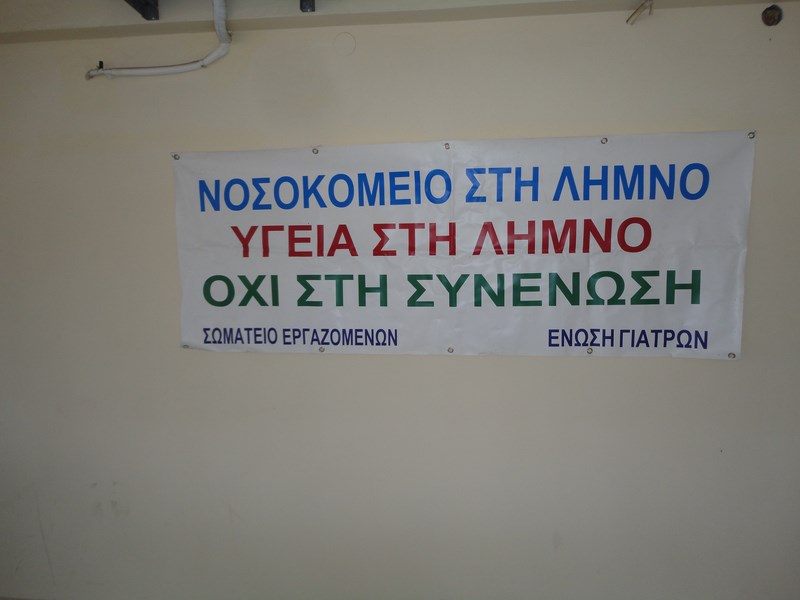 ΝΟΣΟΚΟΜΕΙΟ ΣΤΗ ΛΗΜΝΟ
ΥΓΕΙΑ ΣΤΗ ΛΗΜΝΟ
ΟΧΙ ΣΤΗ ΣΥΝΕΝΩΣΗ
ΣΩΜΑΤΕΙΟ ΕΡΓΑΖΟΜΕΝΩΝ ΕΝΩΣΗ ΓΙΑΤΡΩΝ